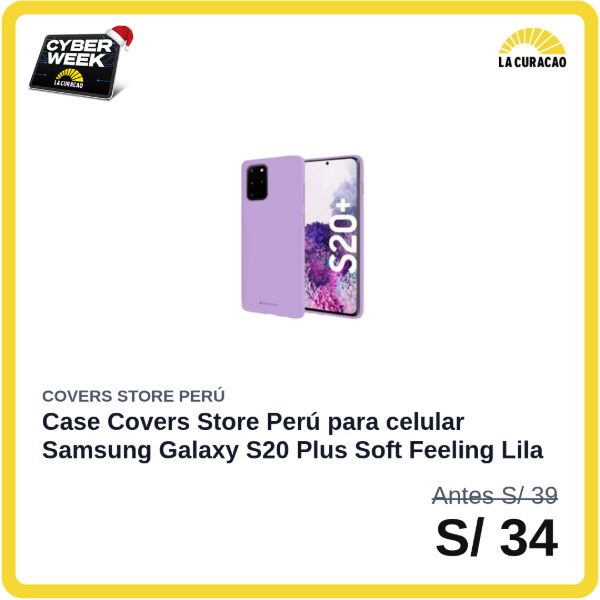 CYBER
WEEK
LA CURACAO
LA CURACAO
S20+
COVERS STORE PERÚ
Case Covers Store Perú para celular
Samsung Galaxy S20 Plus Soft Feeling Lila
Antes S/ 39
S/ 34